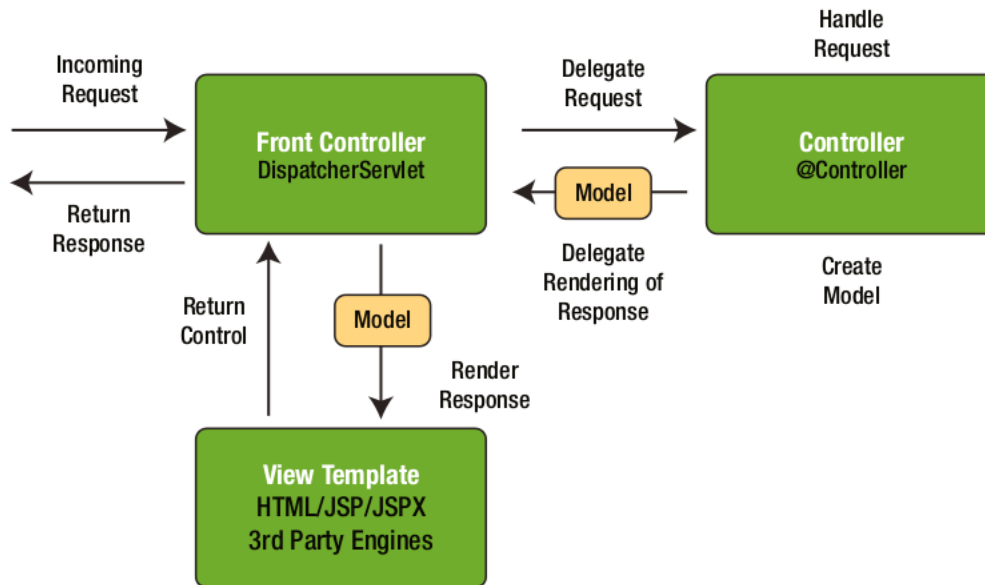 Incoming
Request
Front Controller
DispatcherServlet
Delegate
Request
Handle
Request
Controller
@Controller
Return
Response
Model
Delegate
Rendering of
Response
Create
Model
Return
Control
Model
Render
Response
View Template
HTML/JSP/JSPX
3rd Party Engines